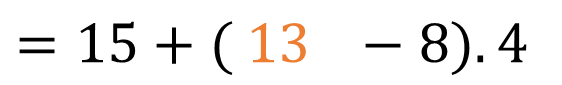 = 15 + ( 13 − 8). 4